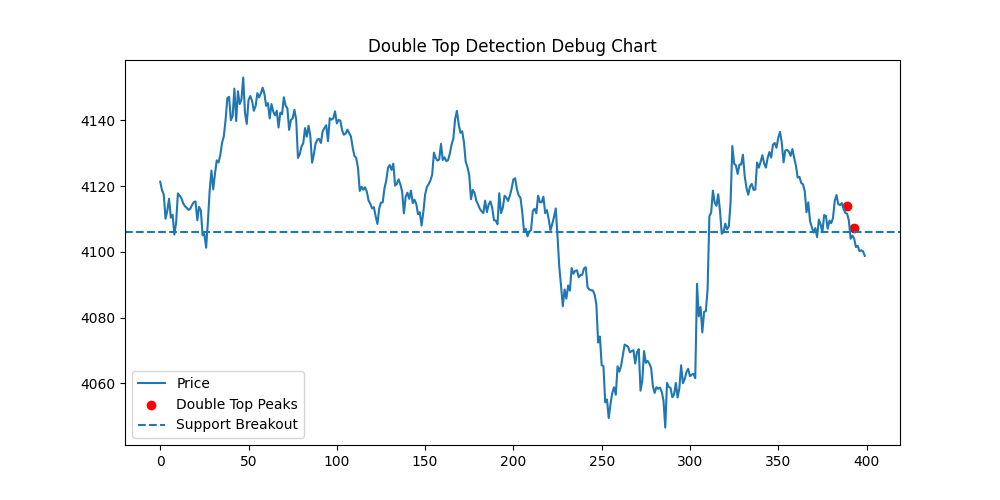 Double Top Detection Debug Chart
4140
4120
4100
4080
4060
Price
Double Top Peaks
Support Breakout
0 50 100 150 200 250 300 350 400